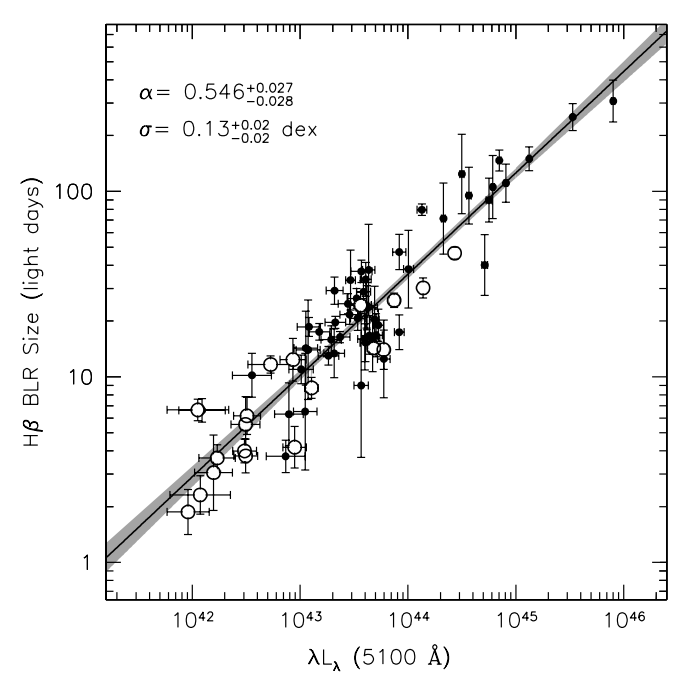 α= 0.546+0.027−0.028
σ= 0.13+0.02−0.02 dex
Hβ BLR Size (light days)
100
10
1
10^42 10^43 10^44 10^45 10^46
λL_λ (5100 Å)